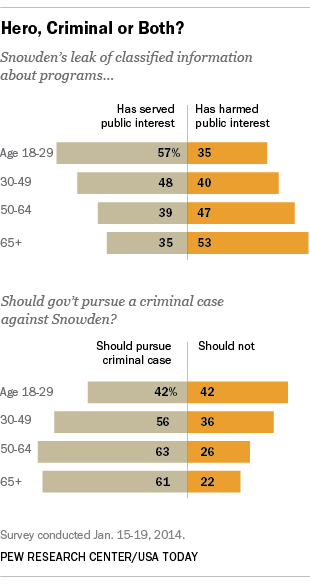 Hero, Criminal or Both?
Snowden's leak of classified information
about programs...
Has served
public interest
Has harmed
public interest
Age 18-29 57% 35
30-49 48 40
50-64 39 47
65+ 35 53
Should gov't pursue a criminal case
against Snowden?
Should pursue
criminal case
Should not
Age 18-29 42% 42
30-49 56 36
50-64 63 26
65+ 61 22
Survey conducted Jan. 15-19, 2014.
PEW RESEARCH CENTER/USA TODAY